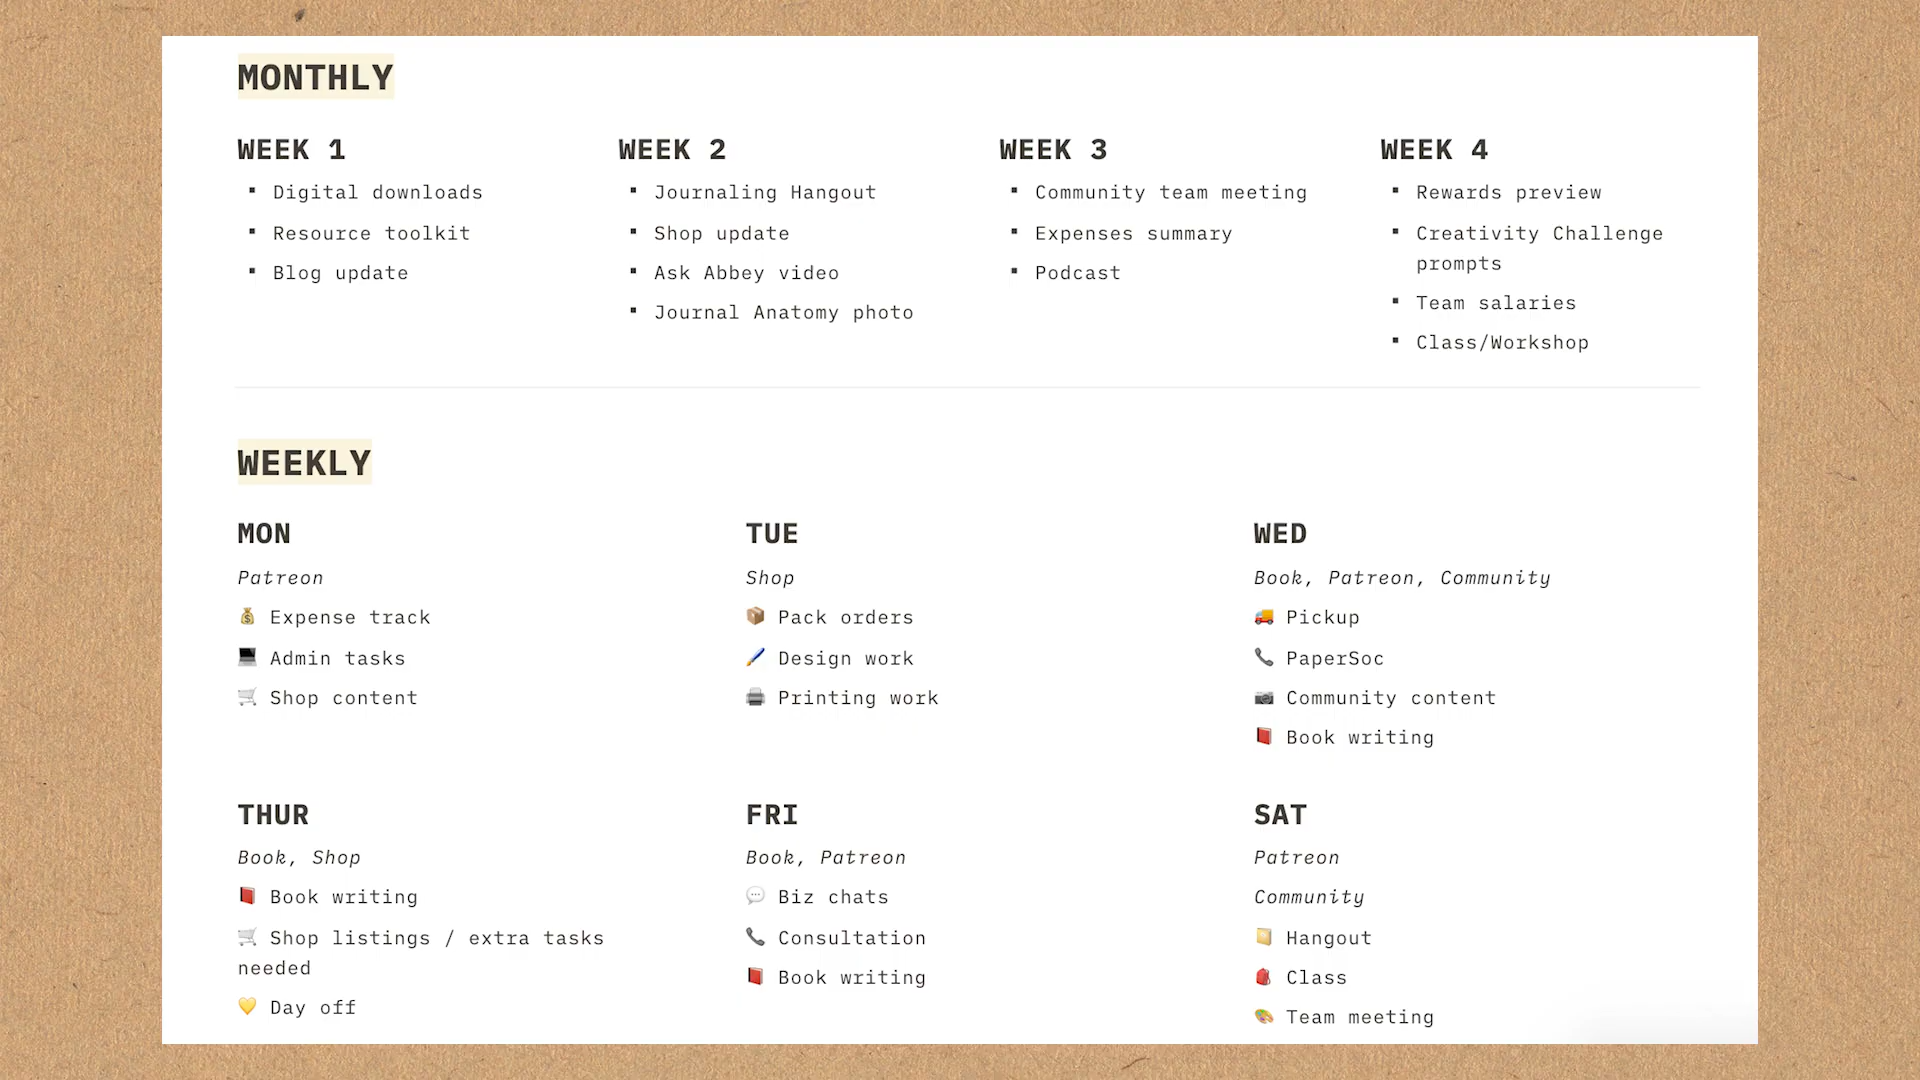 MONTHLY
WEEK 1
Digital downloads
Resource toolkit
Blog update
WEEK 2
Journaling Hangout
Shop update
Ask Abbey video
Journal Anatomy photo
WEEK 3
Community team meeting
Expenses summary
Podcast
WEEK 4
Rewards preview
Creativity Challenge
prompts
Team salaries
Class/Workshop
WEEKLY
MON
Patreon
💰 Expense track
💻 Admin tasks
🛒 Shop content
TUE
Shop
📦 Pack orders
🖌️ Design work
🖨️ Printing work
WED
Book, Patreon, Community
🚚 Pickup
📞 PaperSoc
📷 Community content
📕 Book writing
THUR
Book, Shop
📕 Book writing
🛒 Shop listings / extra tasks
needed
💛 Day off
FRI
Book, Patreon
💬 Biz chats
📞 Consultation
📕 Book writing
SAT
Patreon
Community
📔 Hangout
🎒 Class
🎨 Team meeting